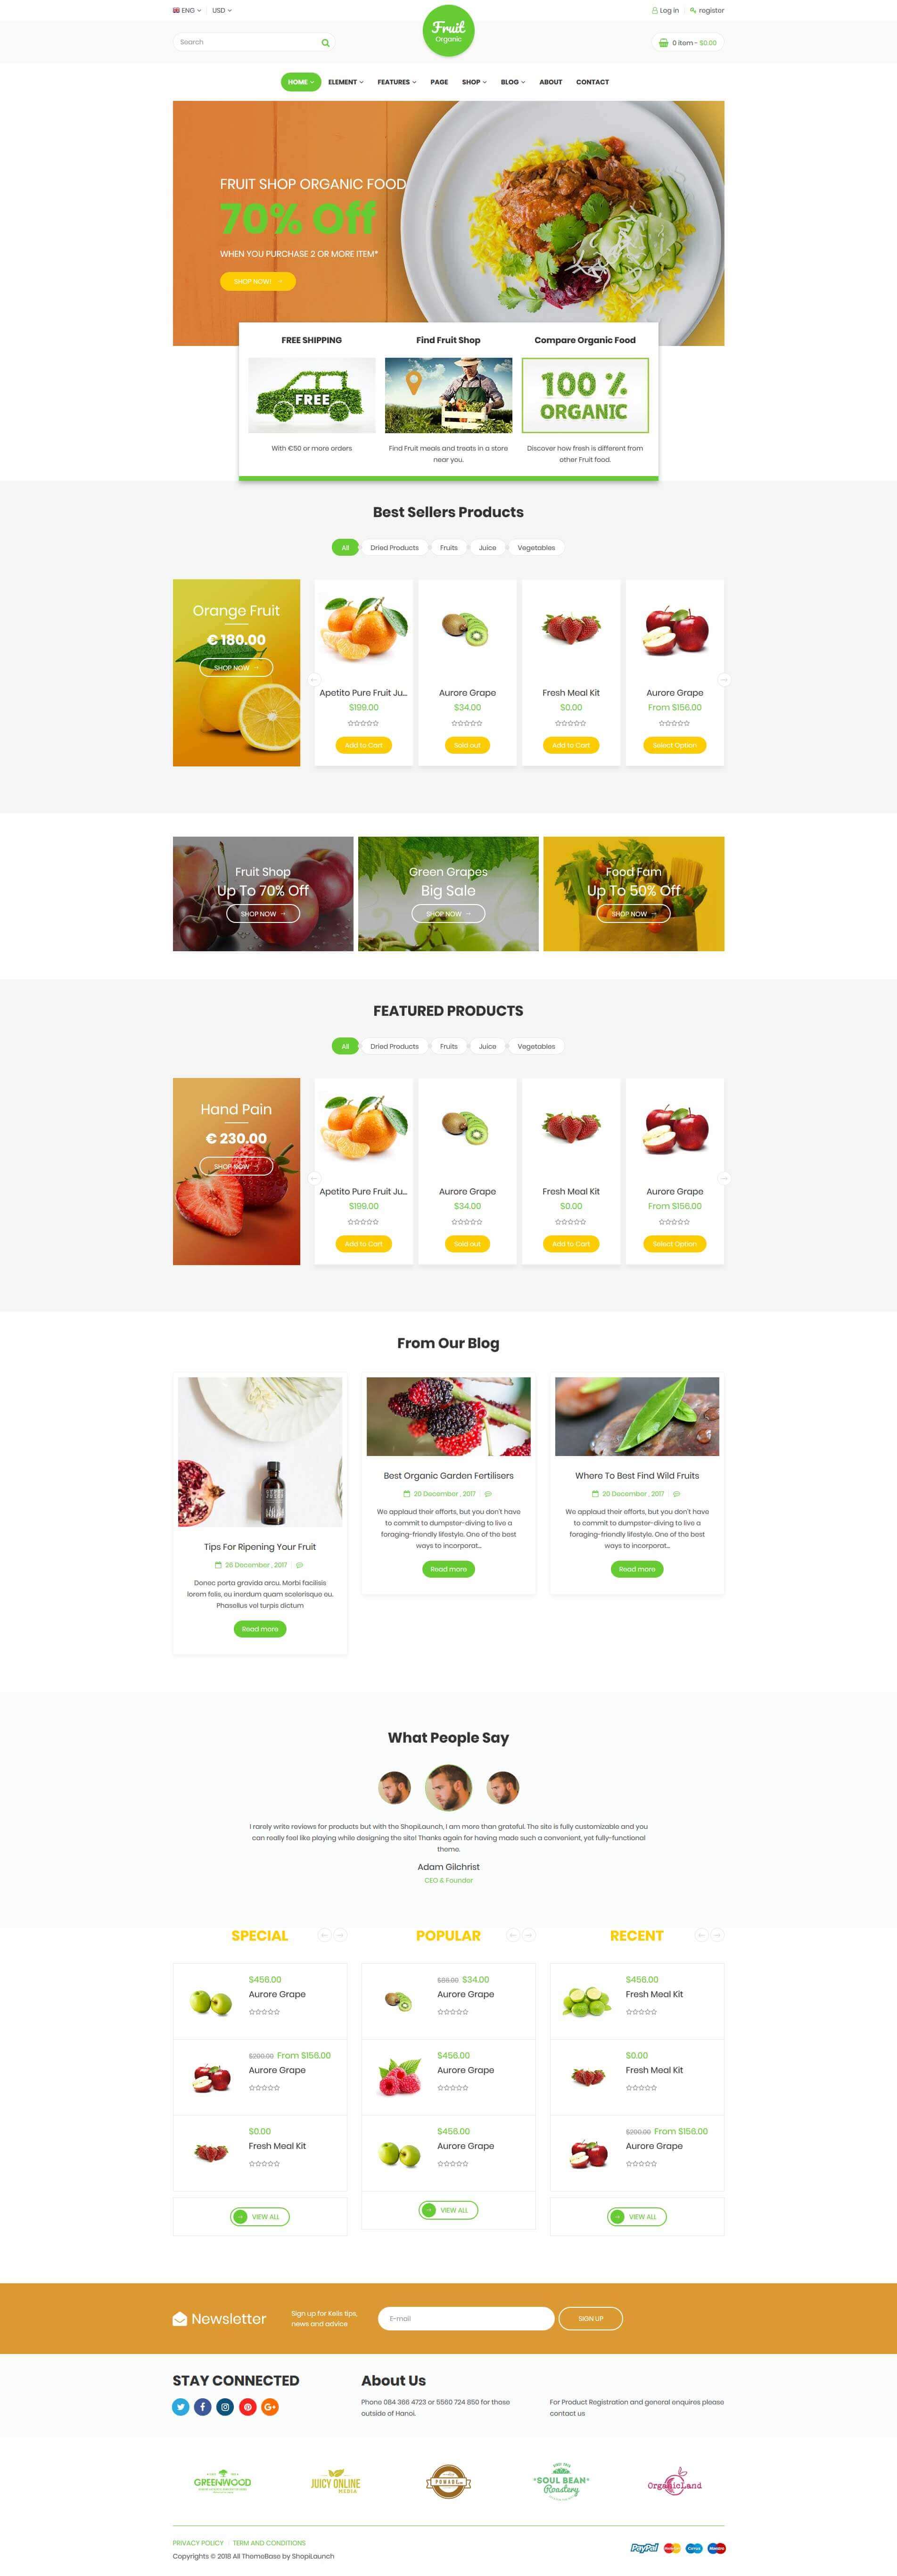 ENG USD
Log in register
Fruit
Organic
Search
0 item - $0.00
HOME ELEMENT FEATURES PAGE SHOP BLOG ABOUT CONTACT
FRUIT SHOP ORGANIC FOOD
70% Off
WHEN YOU PURCHASE 2 OR MORE ITEM*
SHOP NOW! →
FREE SHIPPING
FREE
With €50 or more orders
Find Fruit Shop
Find Fruit meals and treats in a store
near you.
Compare Organic Food
100 %
ORGANIC
Discover how fresh is different from
other Fruit food.
Best Sellers Products
All Dried Products Fruits Juice Vegetables
Orange Fruit
€ 180.00
SHOP NOW →
Apetito Pure Fruit Ju...
$199.00
Add to Cart
Aurore Grape
$34.00
Sold out
Fresh Meal Kit
$0.00
Add to Cart
Aurore Grape
From $156.00
Select Option
Fruit Shop
Up To 70% Off
SHOP NOW →
Green Grapes
Big Sale
SHOP NOW →
Food Fam
Up To 50% Off
SHOP NOW →
FEATURED PRODUCTS
All Dried Products Fruits Juice Vegetables
Hand Pain
€ 230.00
SHOP NOW →
Apetito Pure Fruit Ju...
$199.00
Add to Cart
Aurore Grape
$34.00
Sold out
Fresh Meal Kit
$0.00
Add to Cart
Aurore Grape
From $156.00
Select Option
From Our Blog
Tips For Ripening Your Fruit
26 December , 2017
Donec porta gravida arcu. Morbi facilisis
lorem felis, eu inordum quam scelerisque eu.
Phasellus vel turpis dictum
Read more
Best Organic Garden Fertilisers
20 December , 2017
We applaud their efforts, but you don't have
to commit to dumpster-diving to live a
foraging-friendly lifestyle. One of the best
ways to incorporat...
Read more
Where To Best Find Wild Fruits
20 December , 2017
We applaud their efforts, but you don't have
to commit to dumpster-diving to live a
foraging-friendly lifestyle. One of the best
ways to incorporat...
Read more
What People Say
I rarely write reviews for products but with the ShopiLaunch, I am more than grateful. The site is fully customizable and you
can really feel like playing while designing the site! Thanks again for having made such a convenient, yet fully-functional
theme.
Adam Gilchrist
CEO & Founder
SPECIAL
$456.00
Aurore Grape
$200.00 From $156.00
Aurore Grape
$0.00
Fresh Meal Kit
→ VIEW ALL
POPULAR
$34.00
Aurore Grape
$456.00
Aurore Grape
$456.00
Aurore Grape
→ VIEW ALL
RECENT
$456.00
Fresh Meal Kit
$0.00
Fresh Meal Kit
$200.00 From $156.00
Aurore Grape
→ VIEW ALL
Newsletter
Sign up for Kells tips,
news and advice
E-mail
SIGN UP
STAY CONNECTED
About Us
Phone 084 366 4723 or 5560 724 850 for those
outside of Hanoi.
For Product Registration and general enquiros please
contact us
GREENWOOD
JUICY ONLINE
MEDIA
"SOUL BEAN"
Roastery
OrganicLand
PRIVACY POLICY TERM AND CONDITIONS
Copyrights © 2018 All ThemeBase by ShopiLaunch
PayPal